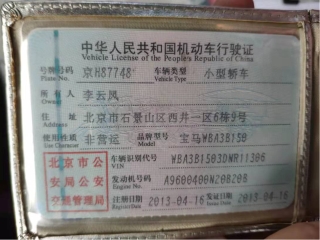 中华人民共和国机动车行驶证
Vehicle License of the People's Republic of China
号牌号码 京H87748 车辆类型 小型轿车
Plate No. Vehicle Type
所有人 李云凤
Owner
住址 北京市石景山区西井一区6栋9号
Address
使用性质 非营运 品牌型号 宝马WBA3B150
Use Character Model
北京市公 车辆识别代号 WBA3B1503DNR11306
VIN
安局公安 发动机号码 A9600400W20B20B
Engine No.
交通管理局 注册日期 2013-04-16 发证日期 2013-04-16